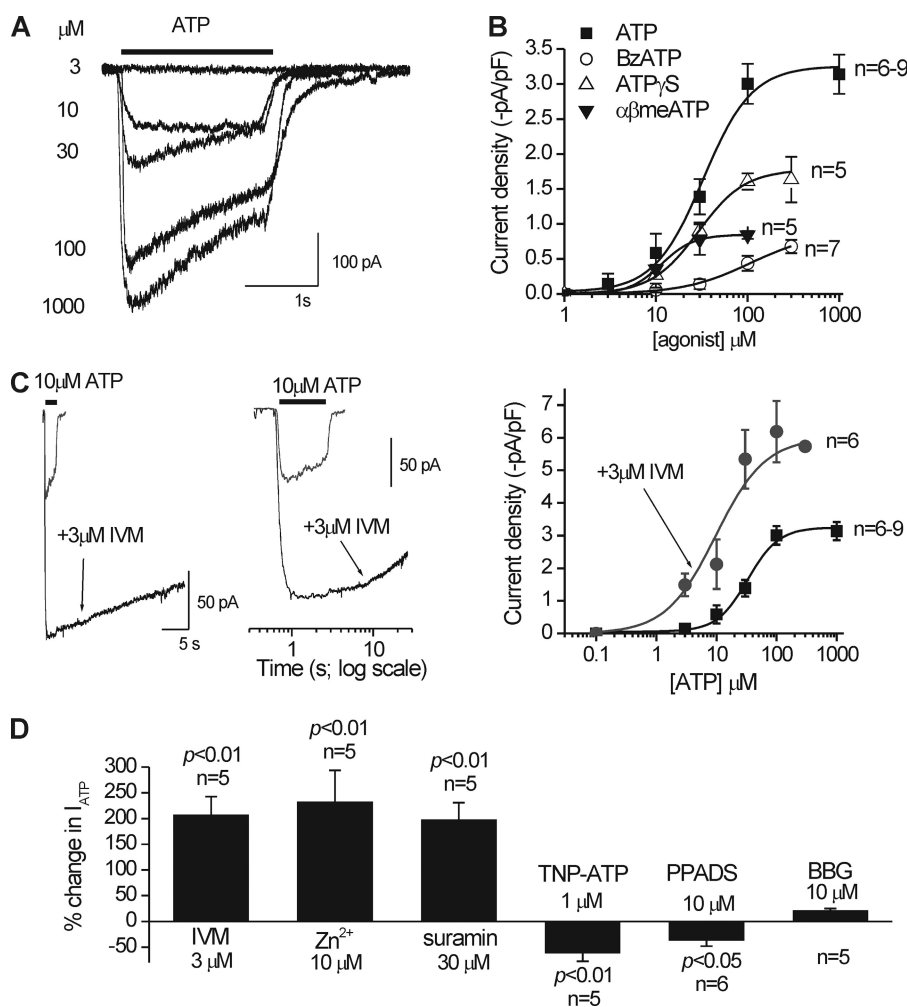 A
μM
ATP
3
10
30
100
1000
100 pA
1s
B
ATP
BzATP
ATPγS
αβmeATP
Current density (-pA/pF)
3.5
3.0
2.5
2.0
1.5
1.0
0.5
0.0
n=6-9
n=5
n=5
n=7
1
10
100
1000
[agonist] μM
C
10μM ATP
+3μM IVM
50 pA
5 s
10μM ATP
50 pA
+3μM IVM
1
10
Time (s; log scale)
Current density (-pA/pF)
7
6
5
4
3
2
1
0
+3μM IVM
n=6
n=6-9
0.1
1
10
100
1000
[ATP] μM
D
% change in I_ATP
300
250
200
150
100
50
0
-50
p<0.01
n=5
IVM
3 μM
p<0.01
n=5
Zn²⁺
10 μM
p<0.01
n=5
suramin
30 μM
TNP-ATP
1 μM
p<0.01
n=5
PPADS
10 μM
p<0.05
n=6
BBG
10 μM
n=5